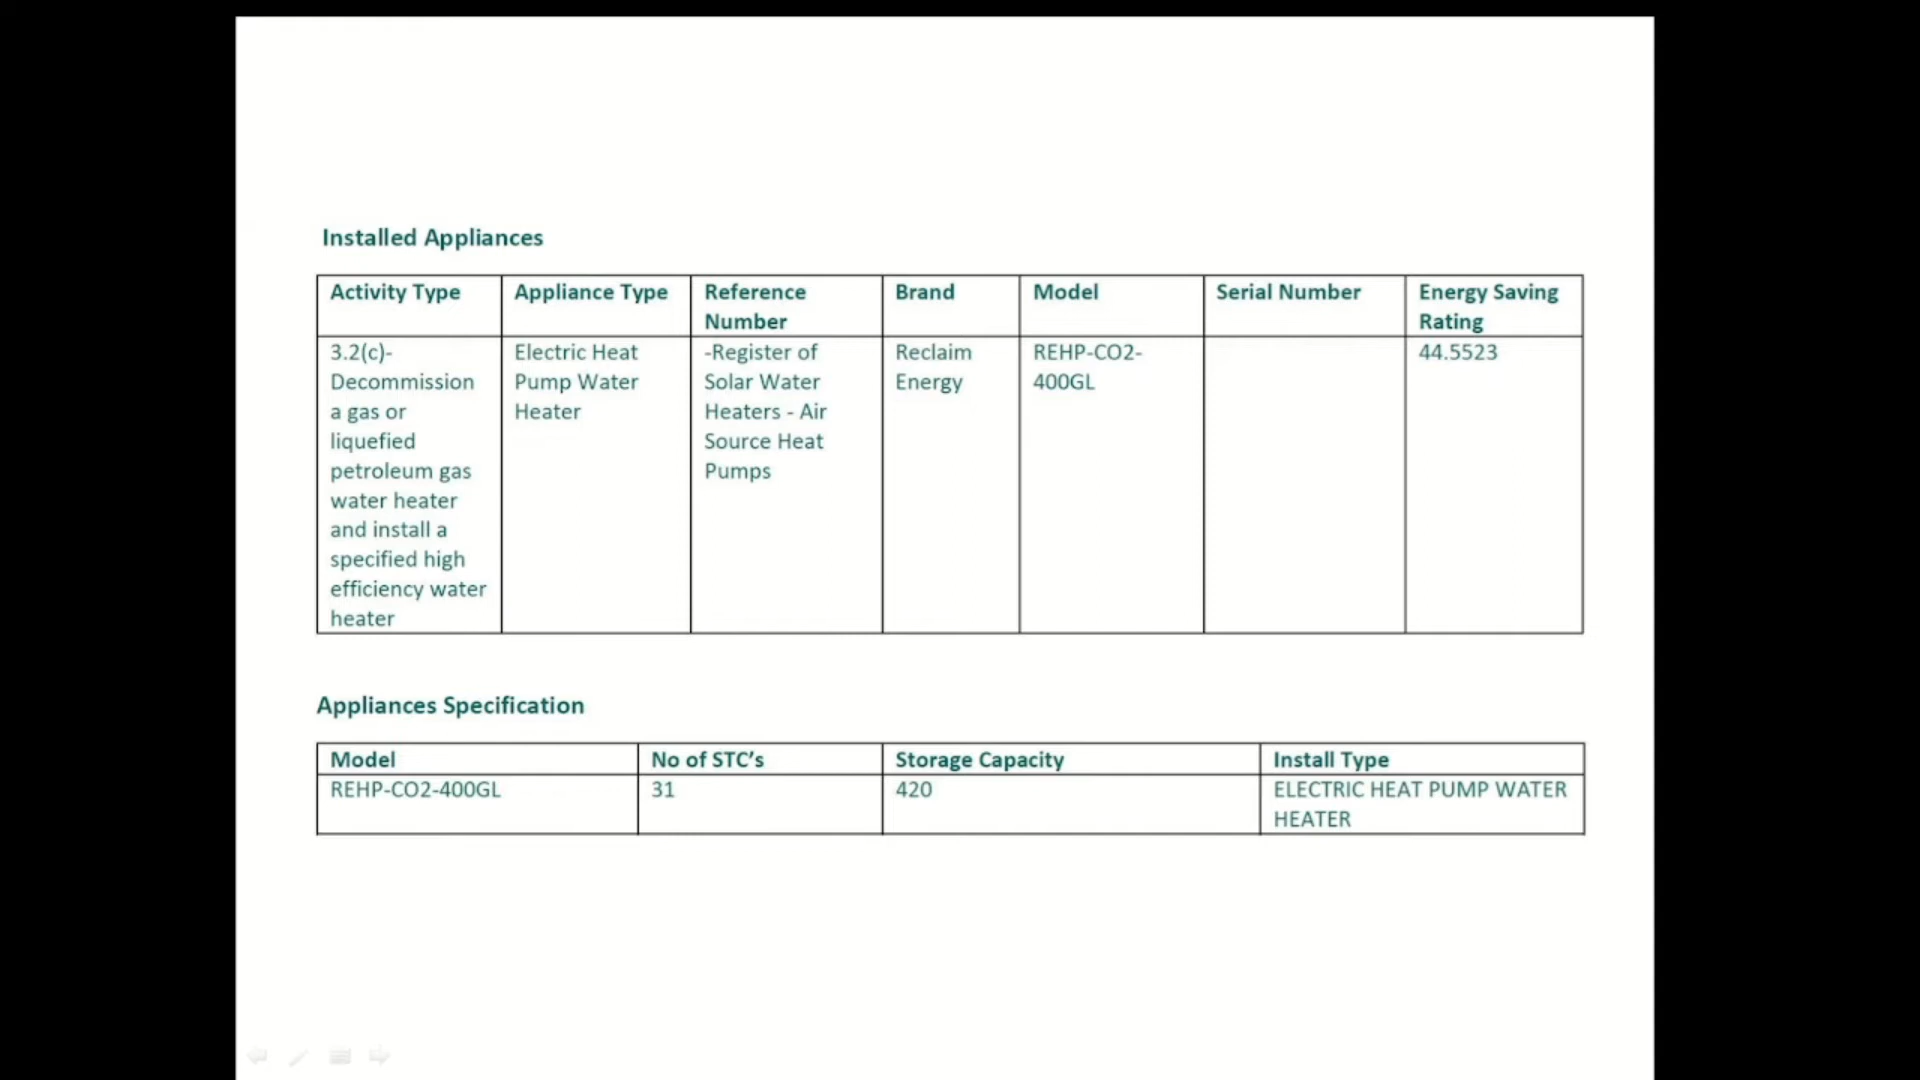 Installed Appliances
Activity Type Appliance Type Reference Number Brand Model Serial Number Energy Saving Rating
3.2(c)-
Decommission
a gas or
liquefied
petroleum gas
water heater
and install a
specified high
efficiency water
heater
Electric Heat
Pump Water
Heater
-Register of
Solar Water
Heaters - Air
Source Heat
Pumps
Reclaim
Energy
REHP-CO2-
400GL
44.5523
Appliances Specification
Model No of STC’s Storage Capacity Install Type
REHP-CO2-400GL 31 420 ELECTRIC HEAT PUMP WATER
HEATER